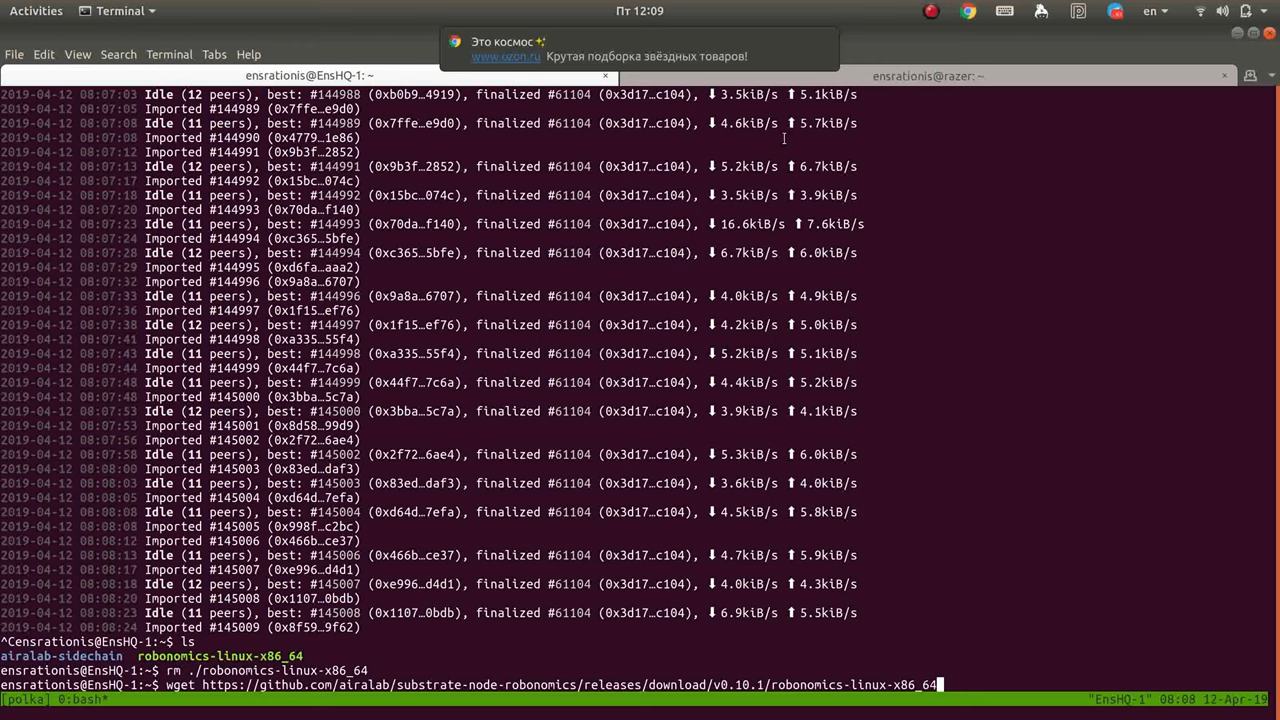 Activities Terminal Пт 12:09 en
Это космос✨
www.ozon.ru Крутая подборка звёздных товаров!
File Edit View Search Terminal Tabs Help
ensrationis@EnsHQ-1: ~ × ensrationis@razer: ~ ×
2019-04-12 08:07:03 Idle (12 peers), best: #144988 (0xb0b9…4919), finalized #61104 (0x3d17…c104), ⬇ 3.5kiB/s ⬆ 5.1kiB/s
2019-04-12 08:07:05 Imported #144989 (0x7ffe…e9d0)
2019-04-12 08:07:08 Idle (11 peers), best: #144989 (0x7ffe…e9d0), finalized #61104 (0x3d17…c104), ⬇ 4.6kiB/s ⬆ 5.7kiB/s
2019-04-12 08:07:08 Imported #144990 (0x4779…1e86)
2019-04-12 08:07:12 Imported #144991 (0x9b3f…2852)
2019-04-12 08:07:13 Idle (12 peers), best: #144991 (0x9b3f…2852), finalized #61104 (0x3d17…c104), ⬇ 5.2kiB/s ⬆ 6.7kiB/s
2019-04-12 08:07:17 Imported #144992 (0x15bc…074c)
2019-04-12 08:07:18 Idle (11 peers), best: #144992 (0x15bc…074c), finalized #61104 (0x3d17…c104), ⬇ 3.5kiB/s ⬆ 3.9kiB/s
2019-04-12 08:07:20 Imported #144993 (0x70da…f140)
2019-04-12 08:07:23 Idle (11 peers), best: #144993 (0x70da…f140), finalized #61104 (0x3d17…c104), ⬇ 16.6kiB/s ⬆ 7.6kiB/s
2019-04-12 08:07:24 Imported #144994 (0xc365…5bfe)
2019-04-12 08:07:28 Idle (12 peers), best: #144994 (0xc365…5bfe), finalized #61104 (0x3d17…c104), ⬇ 6.7kiB/s ⬆ 6.0kiB/s
2019-04-12 08:07:29 Imported #144995 (0xd6fa…aaa2)
2019-04-12 08:07:32 Imported #144996 (0x9a8a…6707)
2019-04-12 08:07:33 Idle (11 peers), best: #144996 (0x9a8a…6707), finalized #61104 (0x3d17…c104), ⬇ 4.0kiB/s ⬆ 4.9kiB/s
2019-04-12 08:07:36 Imported #144997 (0x1f15…ef76)
2019-04-12 08:07:38 Idle (12 peers), best: #144997 (0x1f15…ef76), finalized #61104 (0x3d17…c104), ⬇ 4.2kiB/s ⬆ 5.0kiB/s
2019-04-12 08:07:41 Imported #144998 (0xa335…55f4)
2019-04-12 08:07:43 Idle (11 peers), best: #144998 (0xa335…55f4), finalized #61104 (0x3d17…c104), ⬇ 5.2kiB/s ⬆ 5.1kiB/s
2019-04-12 08:07:44 Imported #144999 (0x44f7…7c6a)
2019-04-12 08:07:48 Idle (11 peers), best: #144999 (0x44f7…7c6a), finalized #61104 (0x3d17…c104), ⬇ 4.4kiB/s ⬆ 5.2kiB/s
2019-04-12 08:07:48 Imported #145000 (0x3bba…5c7a)
2019-04-12 08:07:53 Idle (12 peers), best: #145000 (0x3bba…5c7a), finalized #61104 (0x3d17…c104), ⬇ 3.9kiB/s ⬆ 4.1kiB/s
2019-04-12 08:07:53 Imported #145001 (0x8d58…99d9)
2019-04-12 08:07:56 Imported #145002 (0x2f72…6ae4)
2019-04-12 08:07:58 Idle (11 peers), best: #145002 (0x2f72…6ae4), finalized #61104 (0x3d17…c104), ⬇ 5.3kiB/s ⬆ 6.0kiB/s
2019-04-12 08:08:00 Imported #145003 (0x83ed…daf3)
2019-04-12 08:08:03 Idle (11 peers), best: #145003 (0x83ed…daf3), finalized #61104 (0x3d17…c104), ⬇ 3.6kiB/s ⬆ 4.0kiB/s
2019-04-12 08:08:05 Imported #145004 (0xd64d…7efa)
2019-04-12 08:08:08 Idle (11 peers), best: #145004 (0xd64d…7efa), finalized #61104 (0x3d17…c104), ⬇ 4.5kiB/s ⬆ 5.8kiB/s
2019-04-12 08:08:08 Imported #145005 (0x998f…c2bc)
2019-04-12 08:08:12 Imported #145006 (0x466b…ce37)
2019-04-12 08:08:13 Idle (11 peers), best: #145006 (0x466b…ce37), finalized #61104 (0x3d17…c104), ⬇ 4.7kiB/s ⬆ 5.9kiB/s
2019-04-12 08:08:17 Imported #145007 (0xe996…d4d1)
2019-04-12 08:08:18 Idle (12 peers), best: #145007 (0xe996…d4d1), finalized #61104 (0x3d17…c104), ⬇ 4.0kiB/s ⬆ 4.3kiB/s
2019-04-12 08:08:20 Imported #145008 (0x1107…0bdb)
2019-04-12 08:08:23 Idle (11 peers), best: #145008 (0x1107…0bdb), finalized #61104 (0x3d17…c104), ⬇ 6.9kiB/s ⬆ 5.5kiB/s
2019-04-12 08:08:24 Imported #145009 (0x8f59…9f62)
^Censrationis@EnsHQ-1:~$ ls
airalab-sidechain robonomics-linux-x86_64
ensrationis@EnsHQ-1:~$ rm ./robonomics-linux-x86_64
ensrationis@EnsHQ-1:~$ wget https://github.com/airalab/substrate-node-robonomics/releases/download/v0.10.1/robonomics-linux-x86_64
[polka] 0:bash* "EnsHQ-1" 08:08 12-Apr-19